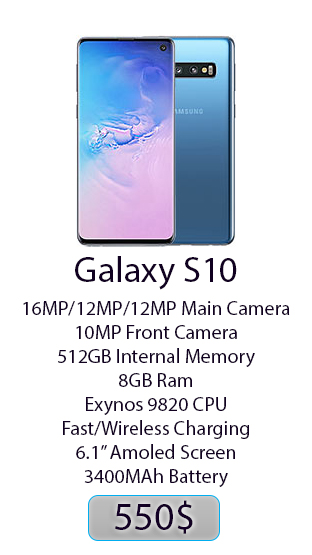 SAMSUNG
Galaxy S10
16MP/12MP/12MP Main Camera
10MP Front Camera
512GB Internal Memory
8GB Ram
Exynos 9820 CPU
Fast/Wireless Charging
6.1” Amoled Screen
3400MAh Battery
550$